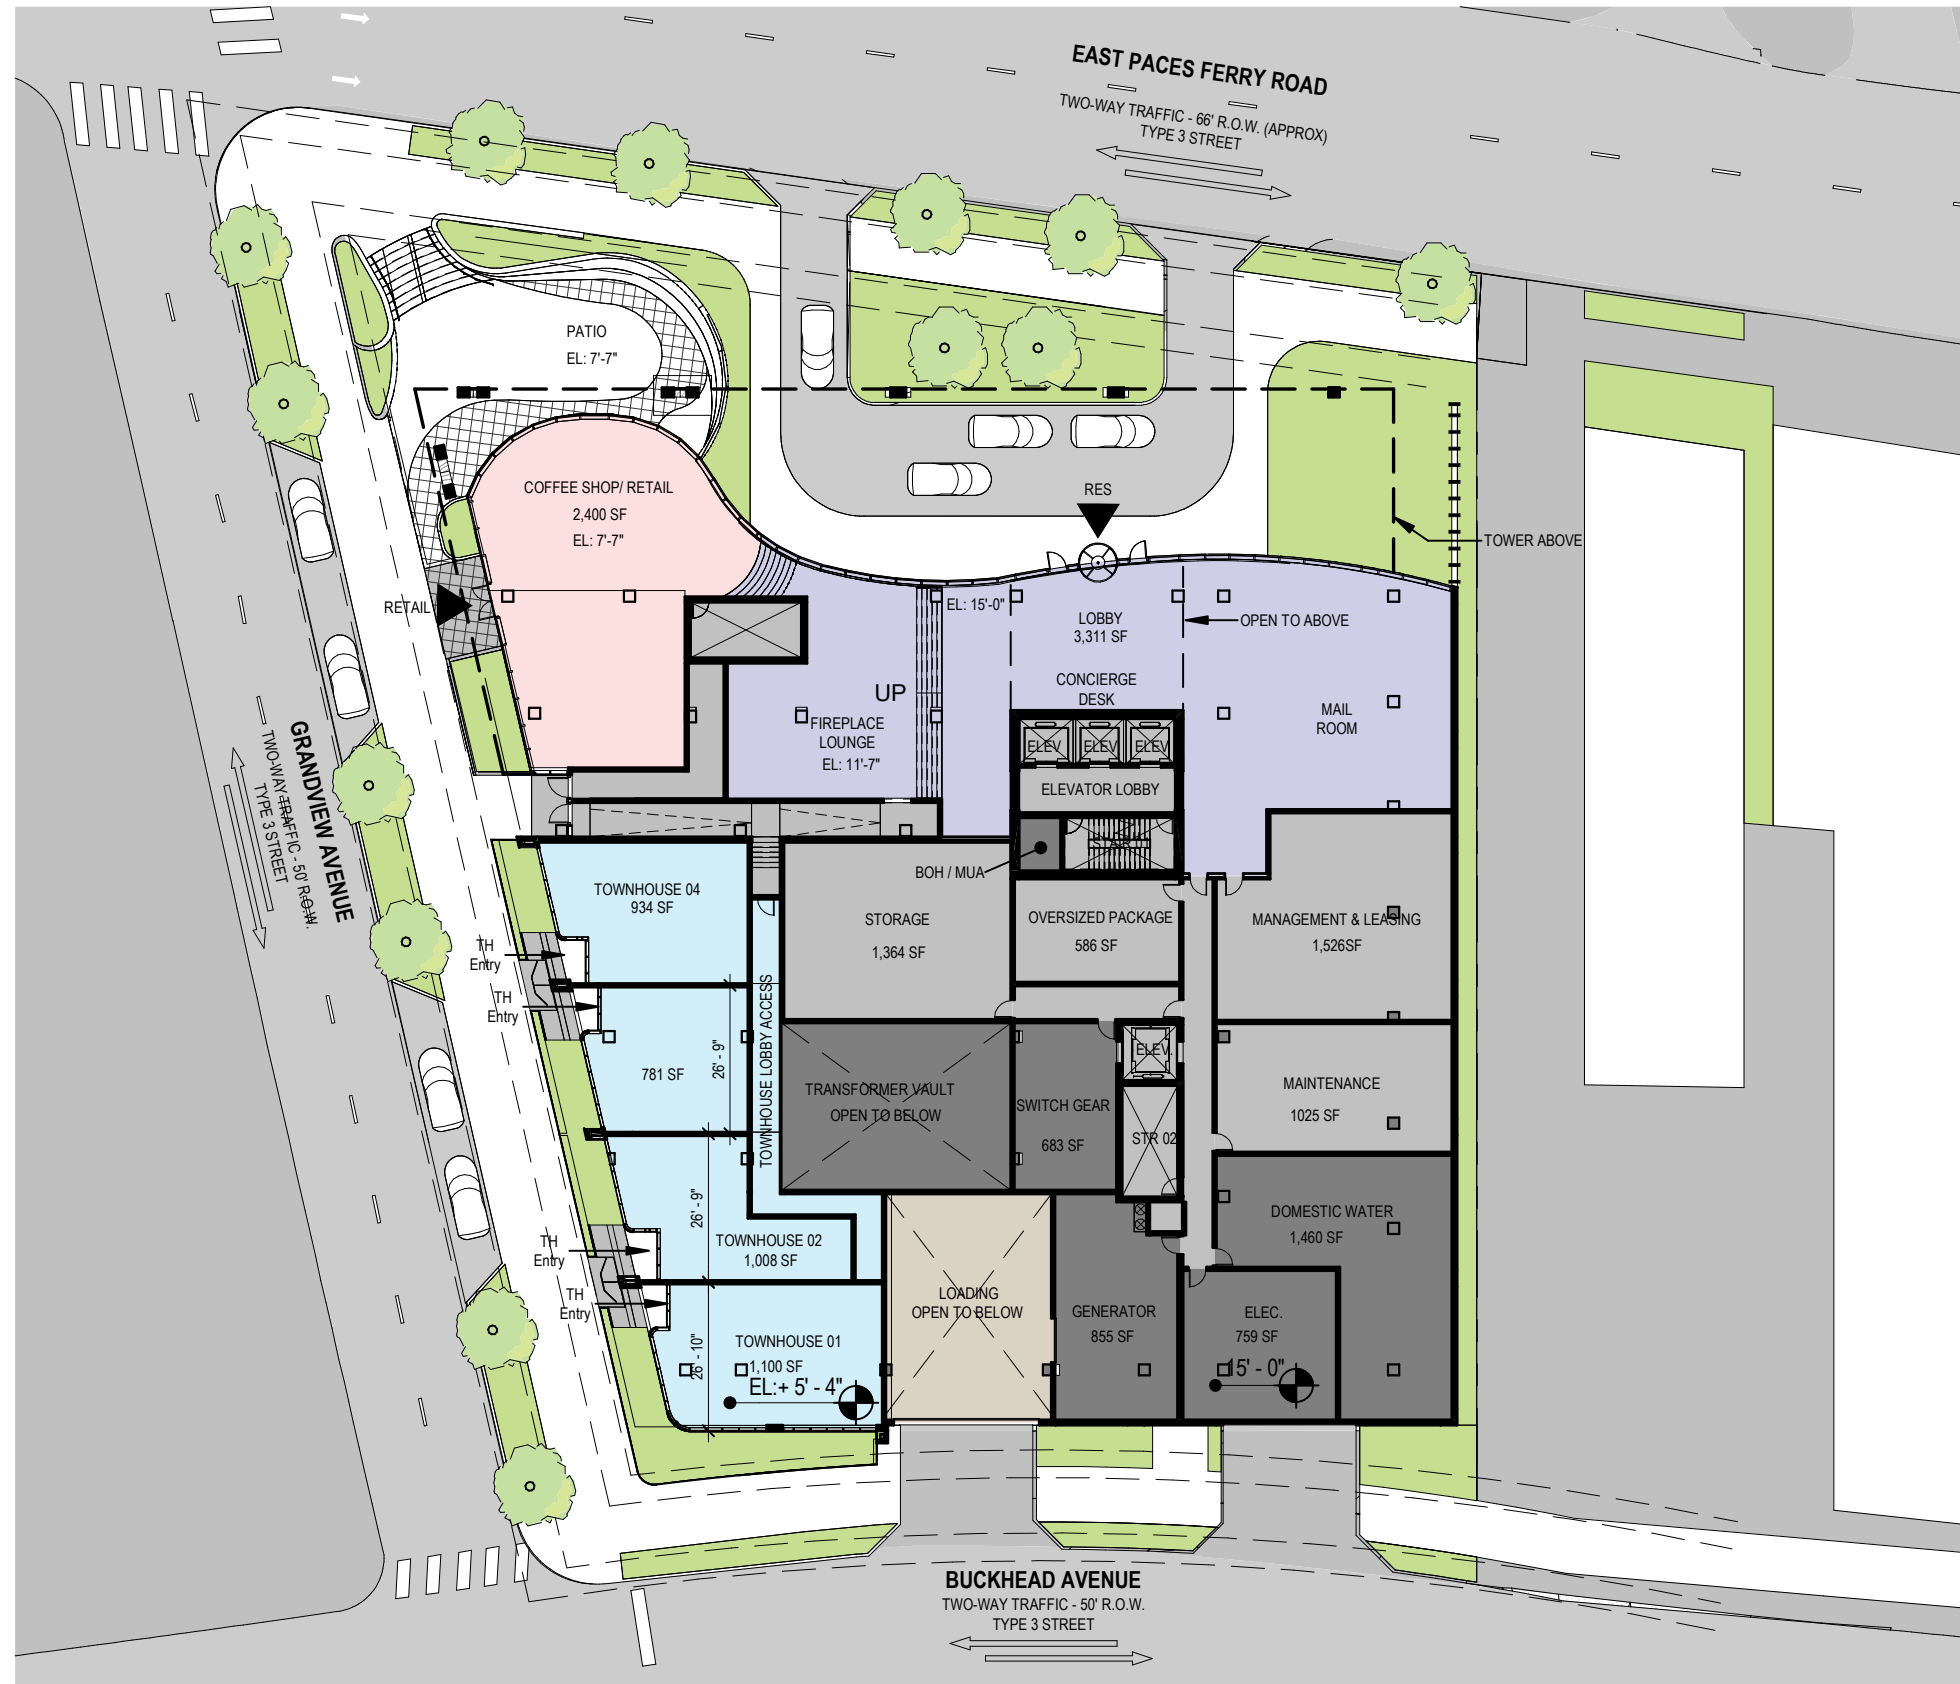 EAST PACES FERRY ROAD
TWO-WAY TRAFFIC - 66' R.O.W. (APPROX)
TYPE 3 STREET
PATIO
EL: 7'-7"
COFFEE SHOP/ RETAIL
2,400 SF
EL: 7'-7"
RES
TOWER ABOVE
RETAIL
EL: 15'-0"
LOBBY
3,311 SF
OPEN TO ABOVE
CONCIERGE
DESK
UP
FIREPLACE
LOUNGE
EL: 11'-7"
MAIL
ROOM
ELEV
ELEV
ELEV
ELEVATOR LOBBY
GRANDVIEW AVENUE
TWO-WAY TRAFFIC - 50' R.O.W.
TYPE 3 STREET
BOH / MUA
TOWNHOUSE 04
934 SF
STORAGE
1,364 SF
OVERSIZED PACKAGE
586 SF
MANAGEMENT & LEASING
1,526SF
TH
Entry
TH
Entry
781 SF
26' - 9"
TOWNHOUSE LOBBY ACCESS
TRANSFORMER VAULT
OPEN TO BELOW
SWITCH GEAR
683 SF
ELEV.
STR 02
MAINTENANCE
1025 SF
DOMESTIC WATER
1,460 SF
26' - 9"
TH
Entry
TOWNHOUSE 02
1,008 SF
TH
Entry
LOADING
OPEN TO BELOW
GENERATOR
855 SF
ELEC.
759 SF
15' - 0"
TOWNHOUSE 01
1,100 SF
26' - 10"
EL:+ 5' - 4"
BUCKHEAD AVENUE
TWO-WAY TRAFFIC - 50' R.O.W.
TYPE 3 STREET